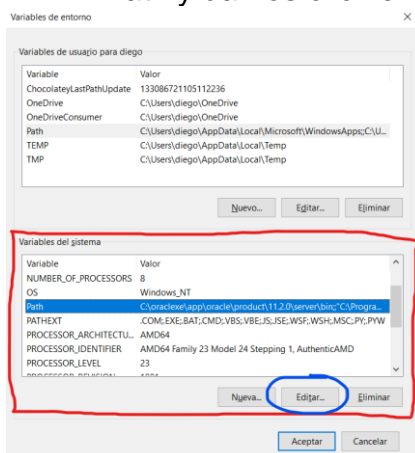 Variables de entorno
Variables de usuario para diego
Variable Valor
ChocolateyLastPathUpdate 133086721105112236
OneDrive C:\Users\diego\OneDrive
OneDriveConsumer C:\Users\diego\OneDrive
Path C:\Users\diego\AppData\Local\Microsoft\WindowsApps;;C:\U...
TEMP C:\Users\diego\AppData\Local\Temp
TMP C:\Users\diego\AppData\Local\Temp
Nuevo... Editar... Eliminar
Variables del sistema
Variable Valor
NUMBER_OF_PROCESSORS 8
OS Windows_NT
Path C:\oraclexe\app\oracle\product\11.2.0\server\bin;;"C:\Progra...
PATHEXT .COM;.EXE;.BAT;.CMD;.VBS;.VBE;.JS;.JSE;.WSF;.WSH;.MSC;.PY;.PYW
PROCESSOR_ARCHITECTU... AMD64
PROCESSOR_IDENTIFIER AMD64 Family 23 Model 24 Stepping 1, AuthenticAMD
PROCESSOR_LEVEL 23
Nueva... Editar... Eliminar
Aceptar Cancelar